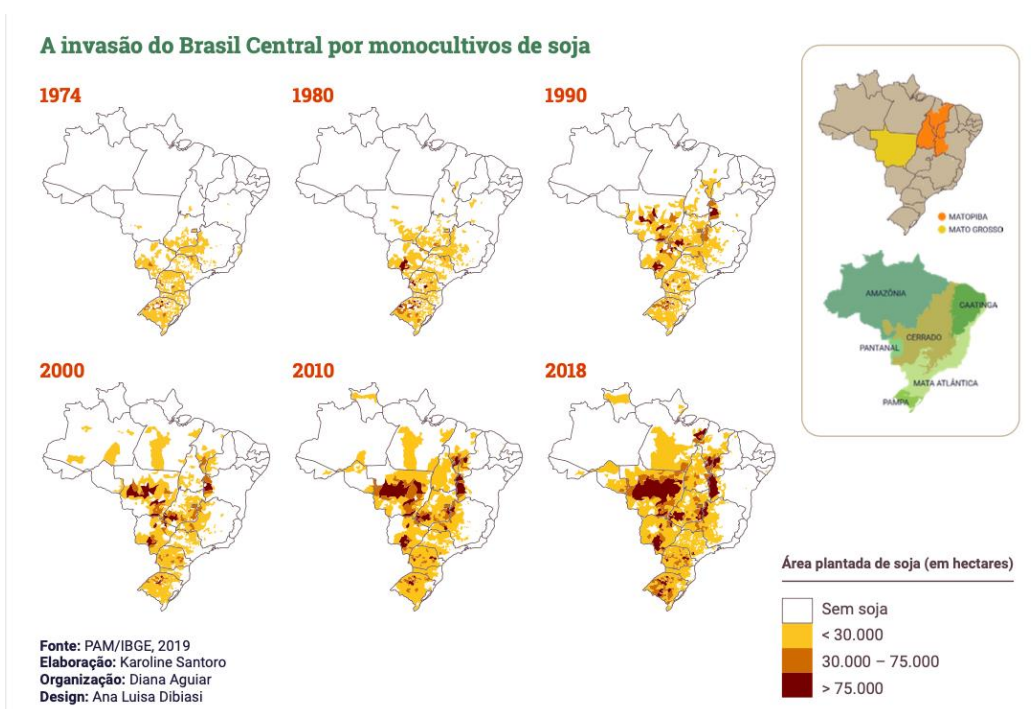 A invasão do Brasil Central por monocultivos de soja
1974
1980
1990
MATOPIBA
MATO GROSSO
AMAZÔNIA
CAATINGA
CERRADO
PANTANAL
MATA ATLÂNTICA
PAMPA
2000
2010
2018
Área plantada de soja (em hectares)
Sem soja
< 30.000
30.000 – 75.000
> 75.000
Fonte: PAM/IBGE, 2019
Elaboração: Karoline Santoro
Organização: Diana Aguiar
Design: Ana Luisa Dibiasi